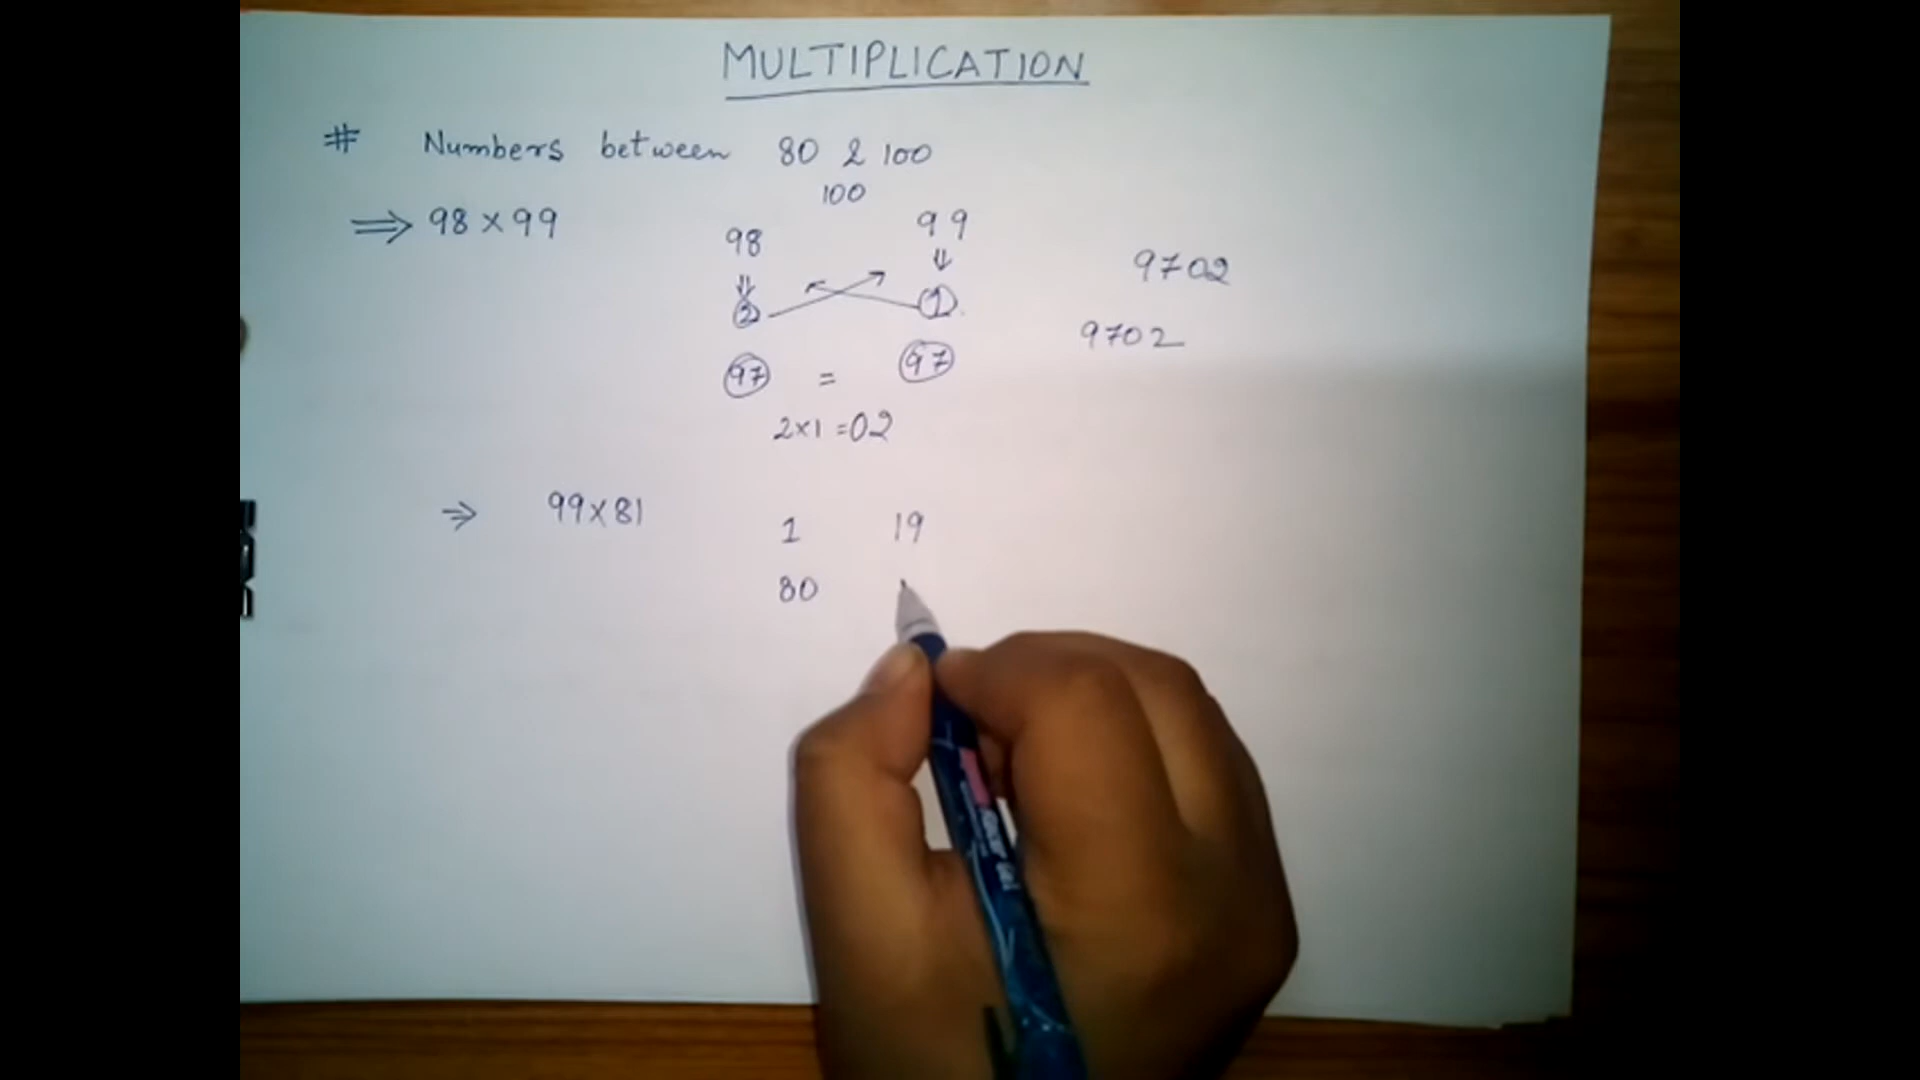 MULTIPLICATION
# Numbers between 80 & 100
100
⇒ 98 × 99
98 99
⇓ ⇓
2 1
97 = 97
2×1 = 02
9702
9702
⇒ 99×81 1 19
80